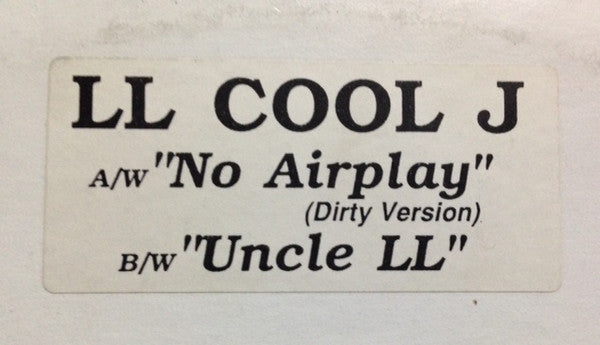 LL COOL J
A/W "No Airplay"
(Dirty Version)
B/W "Uncle LL"